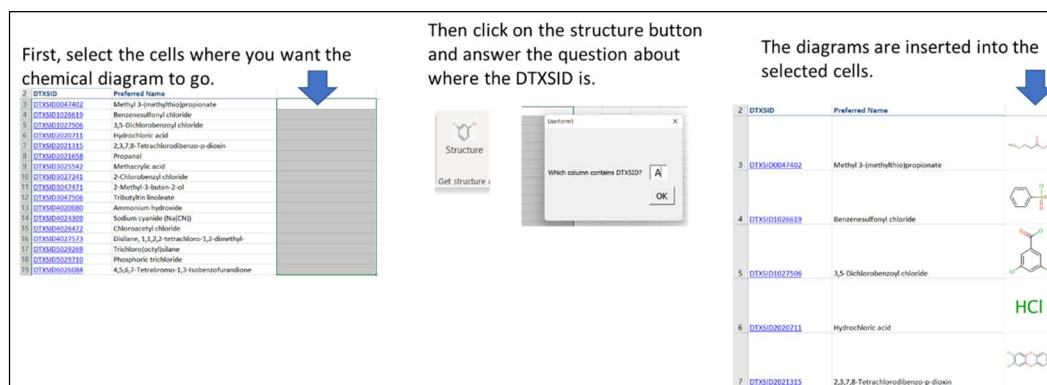 First, select the cells where you want the
chemical diagram to go.
2 DTXSID Preferred Name
3 DTXSID0047402 Methyl 3-(methylthio)propionate
4 DTXSID1026619 Benzenesulfonyl chloride
5 DTXSID1027506 3,5-Dichlorobenzoyl chloride
6 DTXSID2020711 Hydrochloric acid
7 DTXSID2021315 2,3,7,8-Tetrachlorodibenzo-p-dioxin
8 DTXSID2021658 Propanal
9 DTXSID3025542 Methacrylic acid
10 DTXSID3027241 2-Chlorobenzyl chloride
11 DTXSID3047471 2-Methyl-3-buten-2-ol
12 DTXSID3047506 Tributyltin linoleate
13 DTXSID4020080 Ammonium hydroxide
14 DTXSID4024309 Sodium cyanide (Na(CN))
15 DTXSID4026472 Chloroacetyl chloride
16 DTXSID4027573 Disilane, 1,1,2,2-tetrachloro-1,2-dimethyl-
17 DTXSID5029269 Trichloro(octyl)silane
18 DTXSID5029710 Phosphoric trichloride
19 DTXSID6026084 4,5,6,7-Tetrabromo-1,3-Isobenzofurandione
Then click on the structure button
and answer the question about
where the DTXSID is.
Structure
Get structure
UserForm1
Which column contains DTXSID? A
OK
The diagrams are inserted into the
selected cells.
2 DTXSID Preferred Name
3 DTXSID0047402 Methyl 3-(methylthio)propionate
4 DTXSID1026619 Benzenesulfonyl chloride
5 DTXSID1027506 3,5-Dichlorobenzoyl chloride
HCl
6 DTXSID2020711 Hydrochloric acid
7 DTXSID2021315 2,3,7,8-Tetrachlorodibenzo-p-dioxin